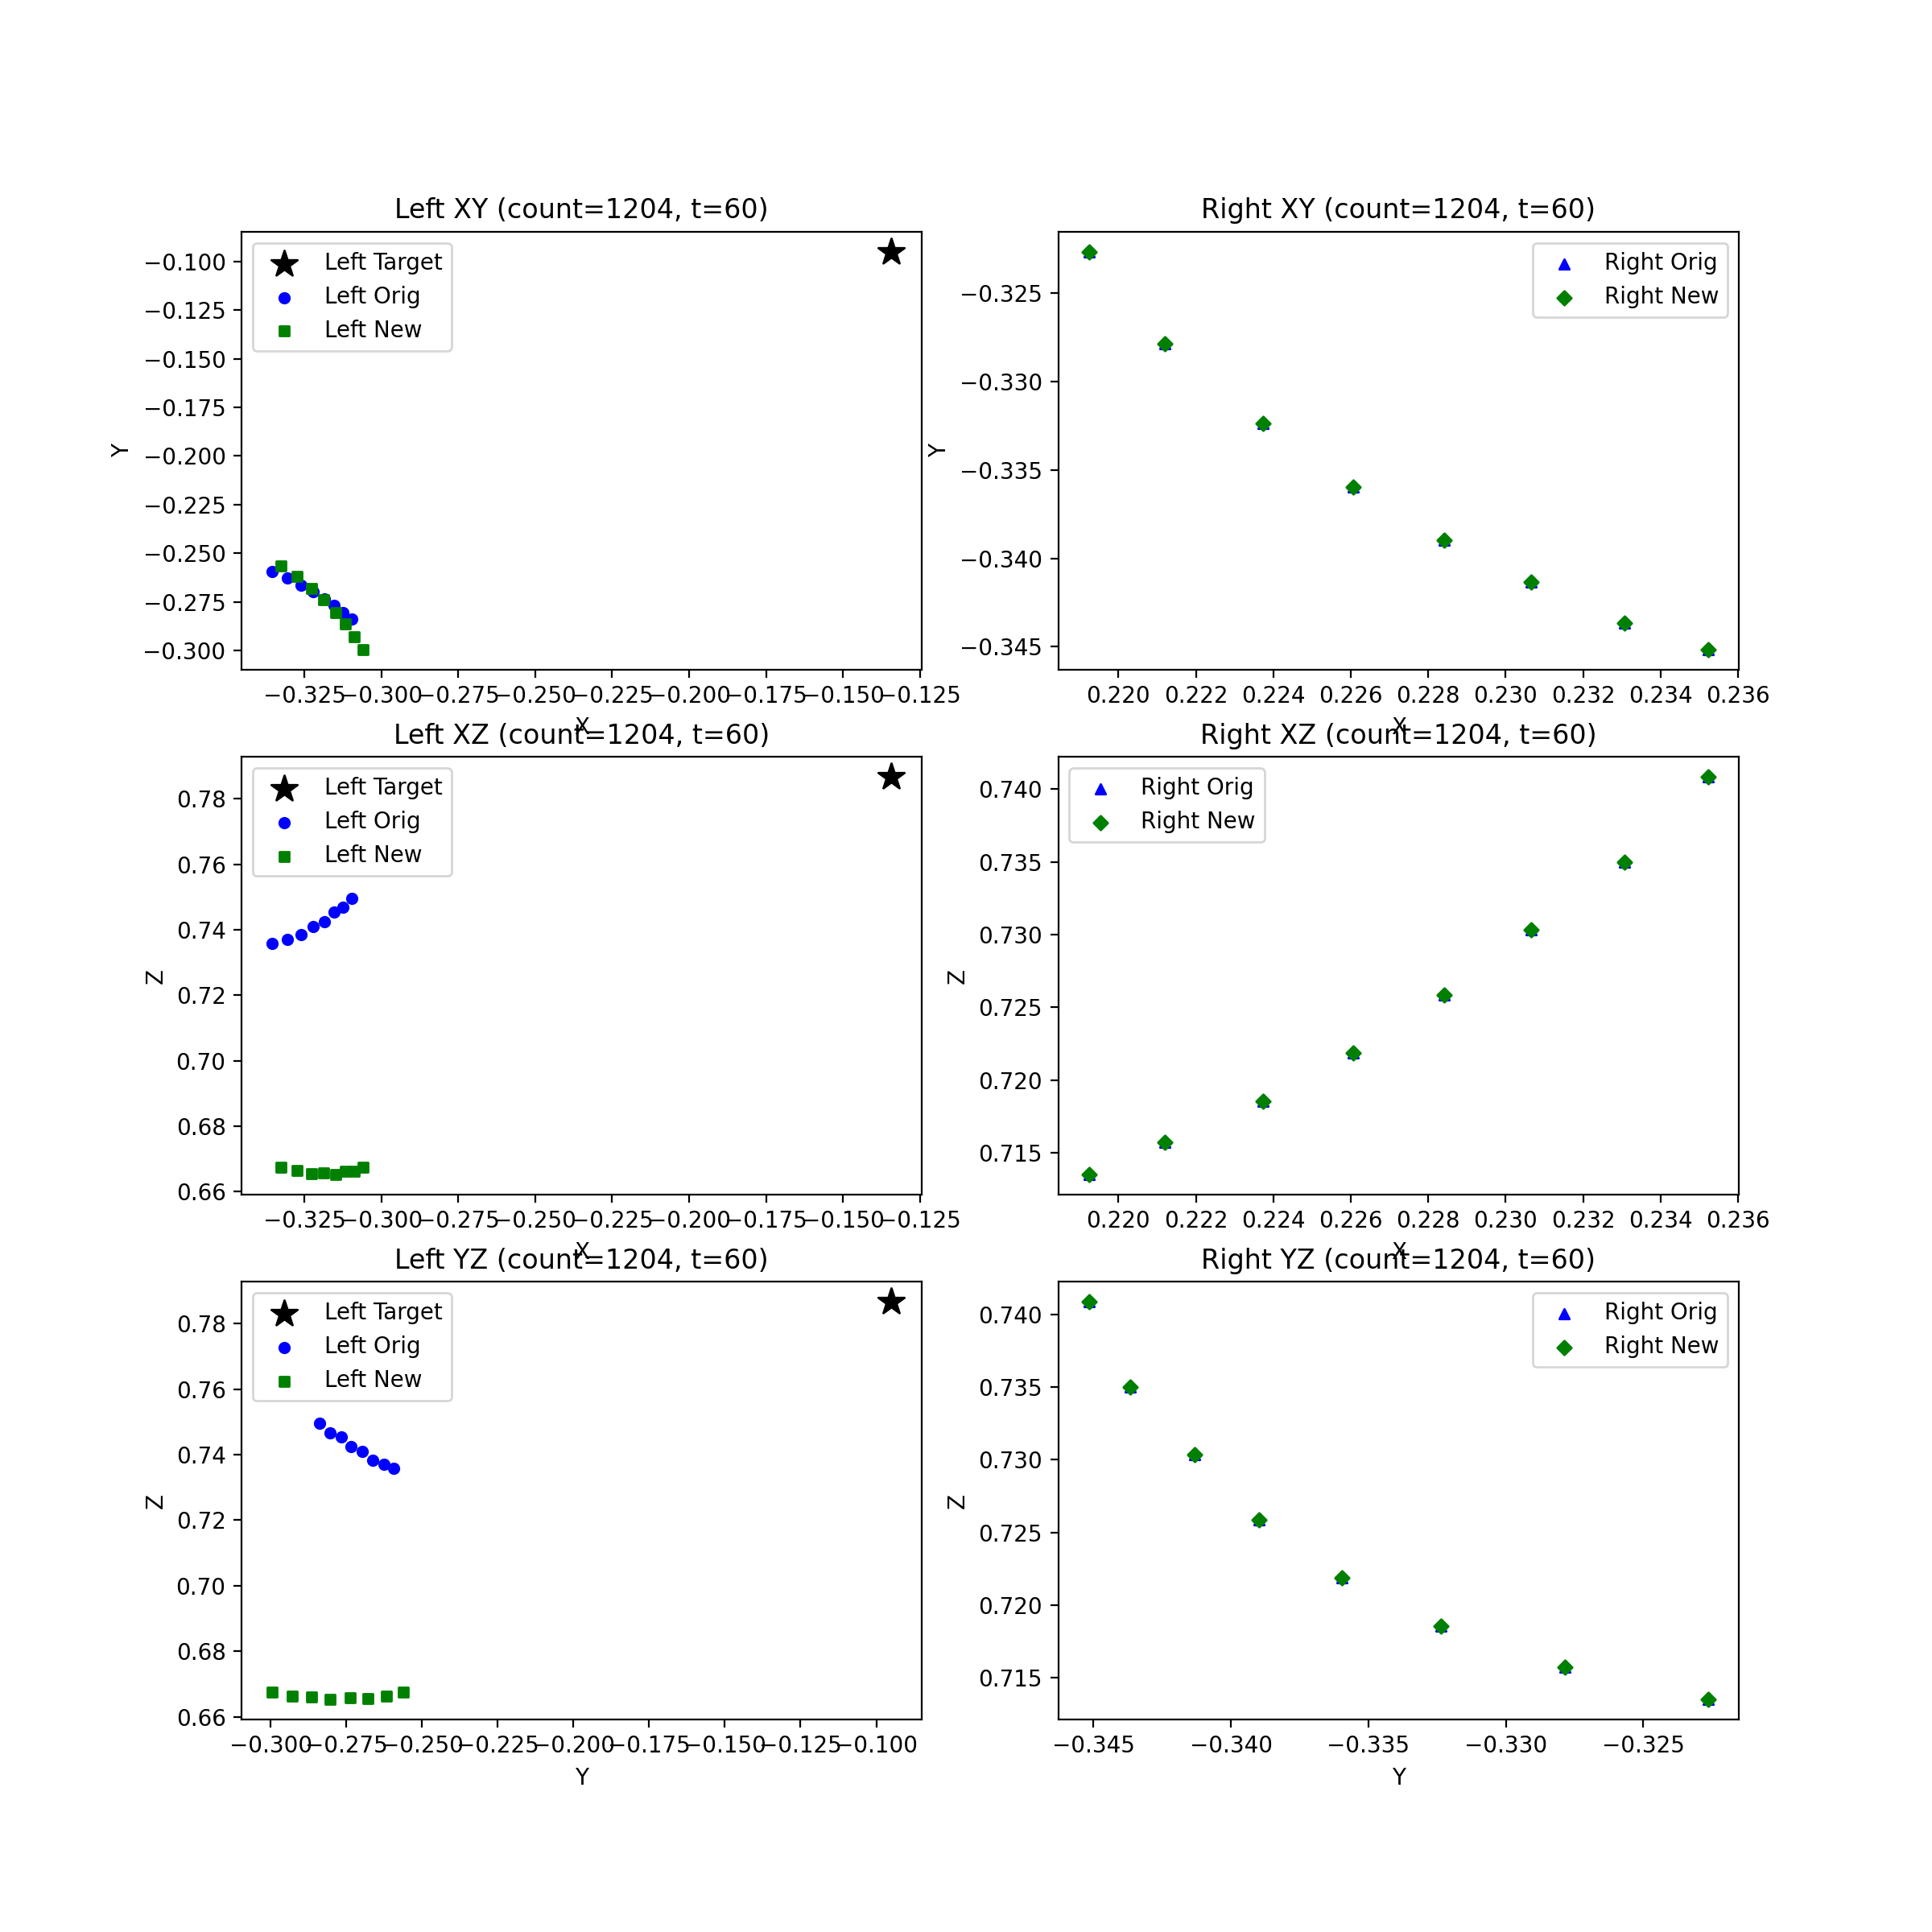 Left XY (count=1204, t=60)
Left Target
Left Orig
Left New
Y
−0.100
−0.125
−0.150
−0.175
−0.200
−0.225
−0.250
−0.275
−0.300
−0.325 −0.300 −0.275 −0.250 −0.225 −0.200 −0.175 −0.150 −0.125
X
Right XY (count=1204, t=60)
Right Orig
Right New
Y
−0.325
−0.330
−0.335
−0.340
−0.345
0.220 0.222 0.224 0.226 0.228 0.230 0.232 0.234 0.236
X
Left XZ (count=1204, t=60)
Left Target
Left Orig
Left New
Z
0.78
0.76
0.74
0.72
0.70
0.68
0.66
−0.325 −0.300 −0.275 −0.250 −0.225 −0.200 −0.175 −0.150 −0.125
X
Right XZ (count=1204, t=60)
Right Orig
Right New
Z
0.740
0.735
0.730
0.725
0.720
0.715
0.220 0.222 0.224 0.226 0.228 0.230 0.232 0.234 0.236
X
Left YZ (count=1204, t=60)
Left Target
Left Orig
Left New
Z
0.78
0.76
0.74
0.72
0.70
0.68
0.66
−0.300 −0.275 −0.250 −0.225 −0.200 −0.175 −0.150 −0.125 −0.100
Y
Right YZ (count=1204, t=60)
Right Orig
Right New
Z
0.740
0.735
0.730
0.725
0.720
0.715
−0.345 −0.340 −0.335 −0.330 −0.325
Y